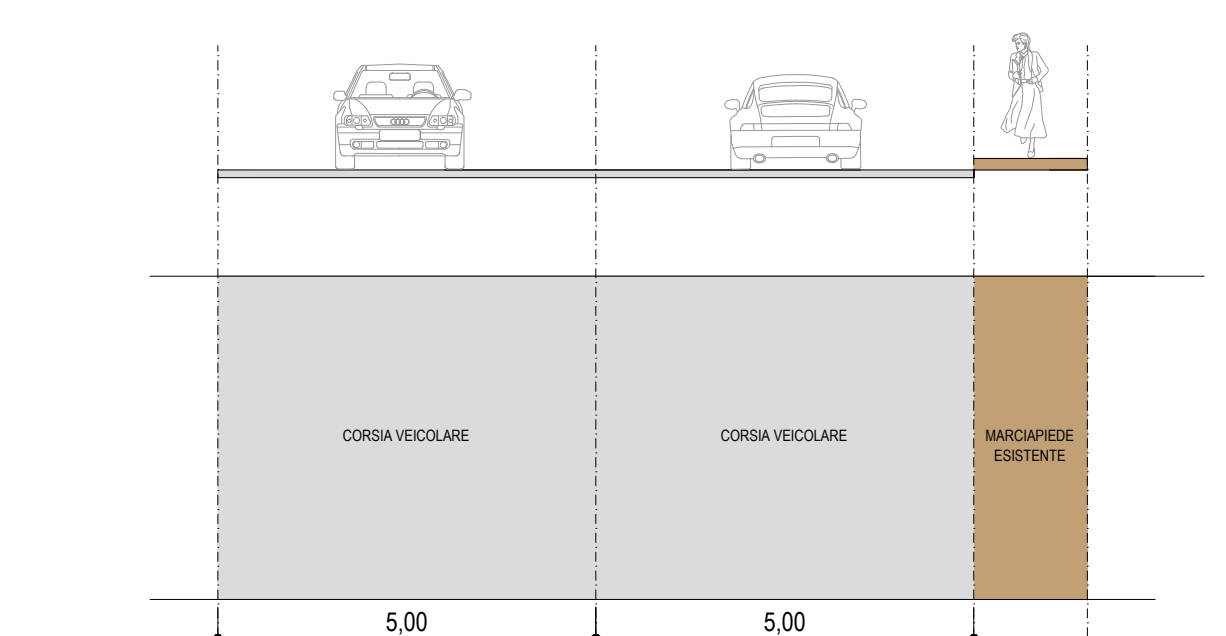 CORSIA VEICOLARE
CORSIA VEICOLARE
MARCIAPIEDE
ESISTENTE
5,00
5,00